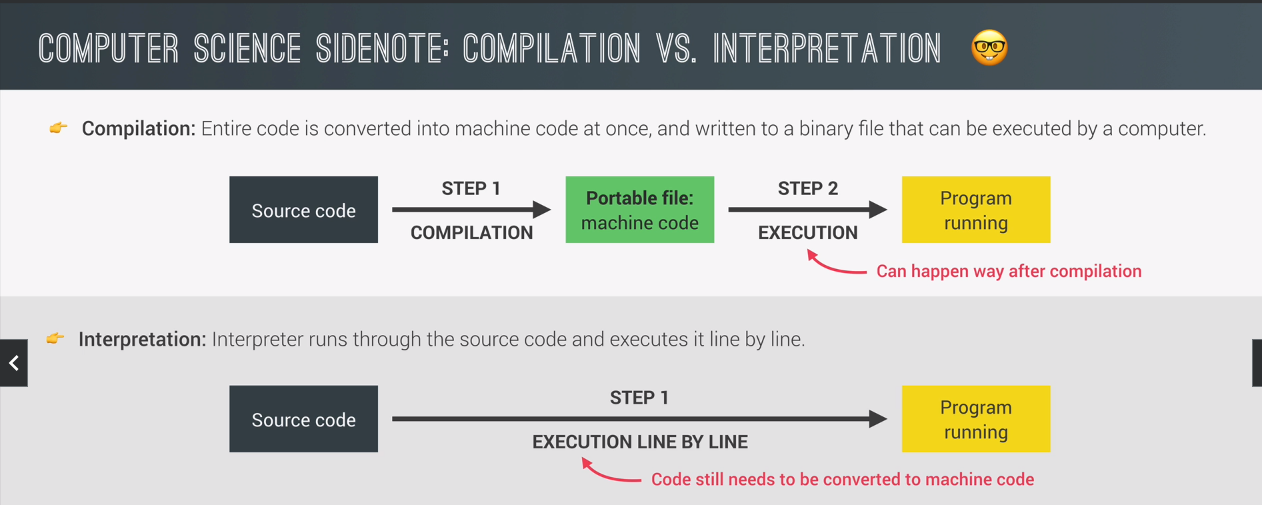 COMPUTER SCIENCE SIDENOTE: COMPILATION VS. INTERPRETATION
Compilation: Entire code is converted into machine code at once, and written to a binary file that can be executed by a computer.
Source code
STEP 1
COMPILATION
Portable file:
machine code
STEP 2
EXECUTION
Program
running
Can happen way after compilation
Interpretation: Interpreter runs through the source code and executes it line by line.
Source code
STEP 1
EXECUTION LINE BY LINE
Program
running
Code still needs to be converted to machine code